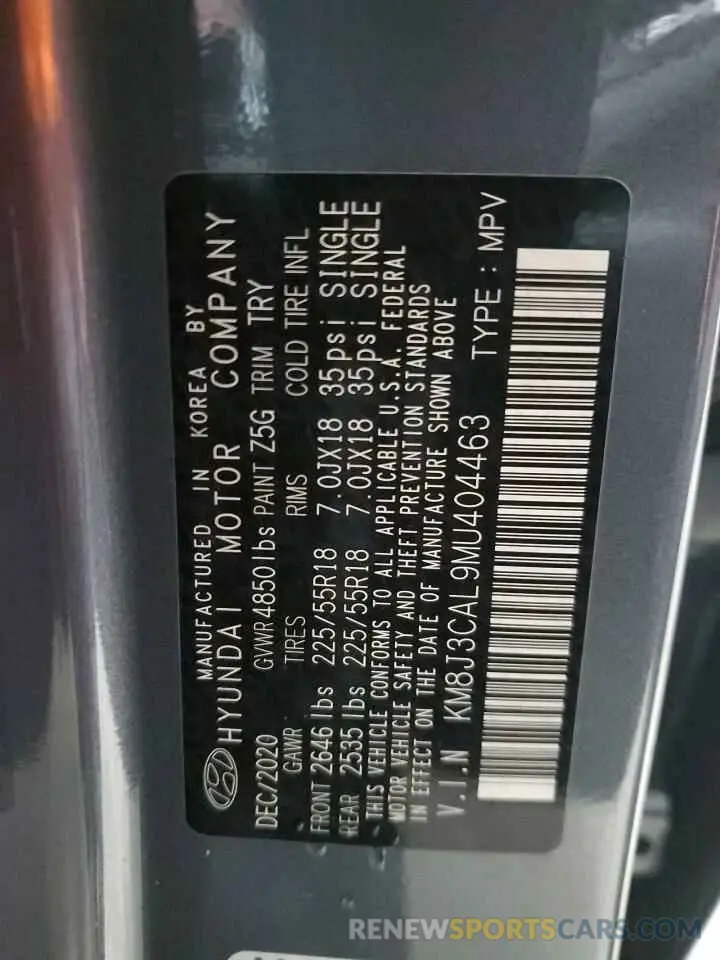 MANUFACTURED IN KOREA BY
HYUNDAI MOTOR COMPANY
DEC/2020 GVWR 4850lbs PAINT Z5G TRIM TRY
GAWR TIRES RIMS COLD TIRE INFL
FRONT 2646 lbs 225/55R18 7.0JX18 35psi SINGLE
REAR 2535 lbs 225/55R18 7.0JX18 35psi SINGLE
THIS VEHICLE CONFORMS TO ALL APPLICABLE U.S.A. FEDERAL
MOTOR VEHICLE SAFETY AND THEFT PREVENTION STANDARDS
IN EFFECT ON THE DATE OF MANUFACTURE SHOWN ABOVE
V.I.N KM8J3CAL9MU404463 TYPE : MPV
RENEWSPORTSCARS.COM